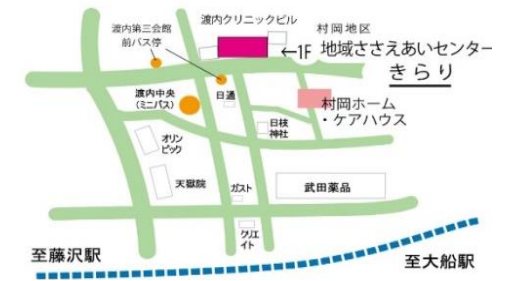 渡内第三会館
前バス停
渡内クリニックビル
村岡地区
←1F 地域ささえあいセンター
きらり
渡内中央
(ミニバス)
日通
村岡ホーム
・ケアハウス
日枝
神社
オリン
ピック
天嶽院
ガスト
武田薬品
クリエ
イト
至藤沢駅
至大船駅